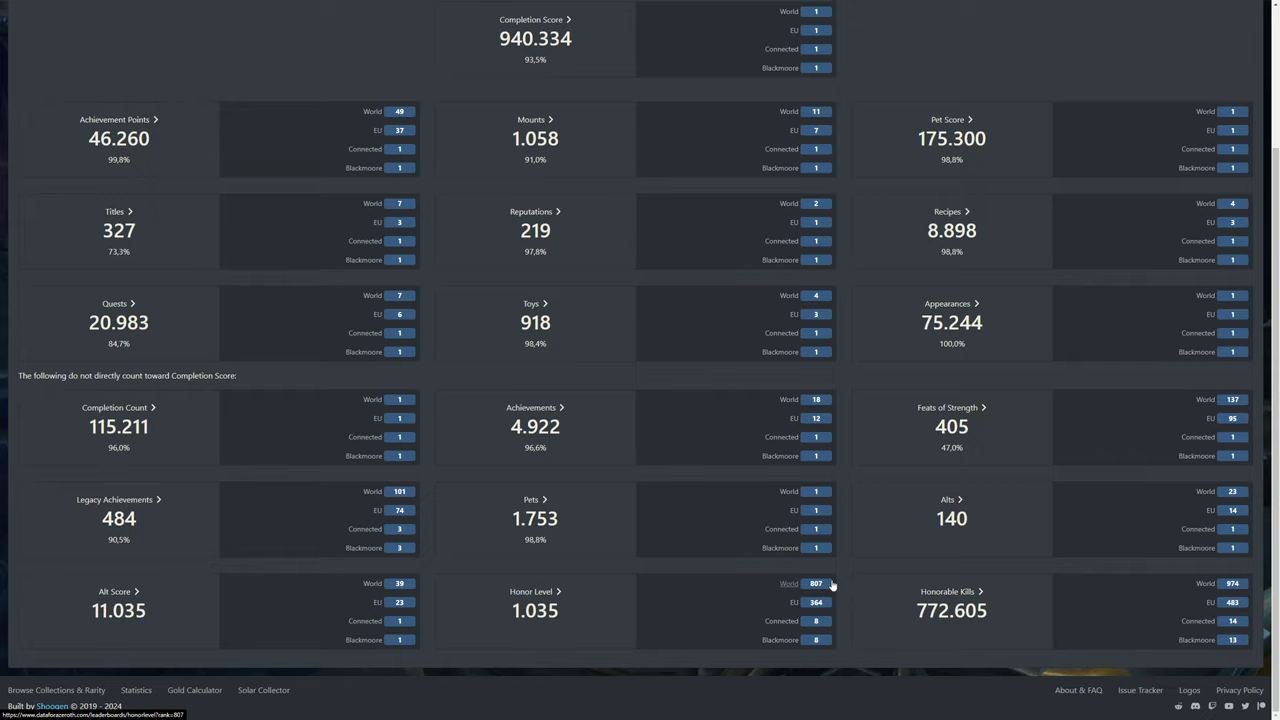 Completion Score >
940.334
93,5%
World 1
EU 1
Connected 1
Blackmoore 1
Achievement Points >
46.260
99,8%
World 49
EU 37
Connected 1
Blackmoore 1
Mounts >
1.058
91,0%
World 11
EU 7
Connected 1
Blackmoore 1
Pet Score >
175.300
98,8%
World 1
EU 1
Connected 1
Blackmoore 1
Titles >
327
73,3%
World 7
EU 3
Connected 1
Blackmoore 1
Reputations >
219
97,8%
World 2
EU 1
Connected 1
Blackmoore 1
Recipes >
8.898
98,8%
World 4
EU 3
Connected 1
Blackmoore 1
Quests >
20.983
84,7%
World 7
EU 6
Connected 1
Blackmoore 1
Toys >
918
98,4%
World 4
EU 3
Connected 1
Blackmoore 1
Appearances >
75.244
100,0%
World 1
EU 1
Connected 1
Blackmoore 1
The following do not directly count toward Completion Score:
Completion Count >
115.211
96,0%
World 1
EU 1
Connected 1
Blackmoore 1
Achievements >
4.922
96,6%
World 18
EU 12
Connected 1
Blackmoore 1
Feats of Strength >
405
47,0%
World 137
EU 95
Connected 1
Blackmoore 1
Legacy Achievements >
484
90,5%
World 101
EU 74
Connected 3
Blackmoore 3
Pets >
1.753
98,8%
World 1
EU 1
Connected 1
Blackmoore 1
Alts >
140
World 23
EU 14
Connected 1
Blackmoore 1
Alt Score >
11.035
World 39
EU 23
Connected 1
Blackmoore 1
Honor Level >
1.035
World 807
EU 364
Connected 8
Blackmoore 8
Honorable Kills >
772.605
World 974
EU 483
Connected 14
Blackmoore 13
Browse Collections & Rarity Statistics Gold Calculator Solar Collector About & FAQ Issue Tracker Logos Privacy Policy
Built by Shoogen © 2019 - 2024
https://www.dataforazeroth.com/leaderboards/honorlevel?rank=807